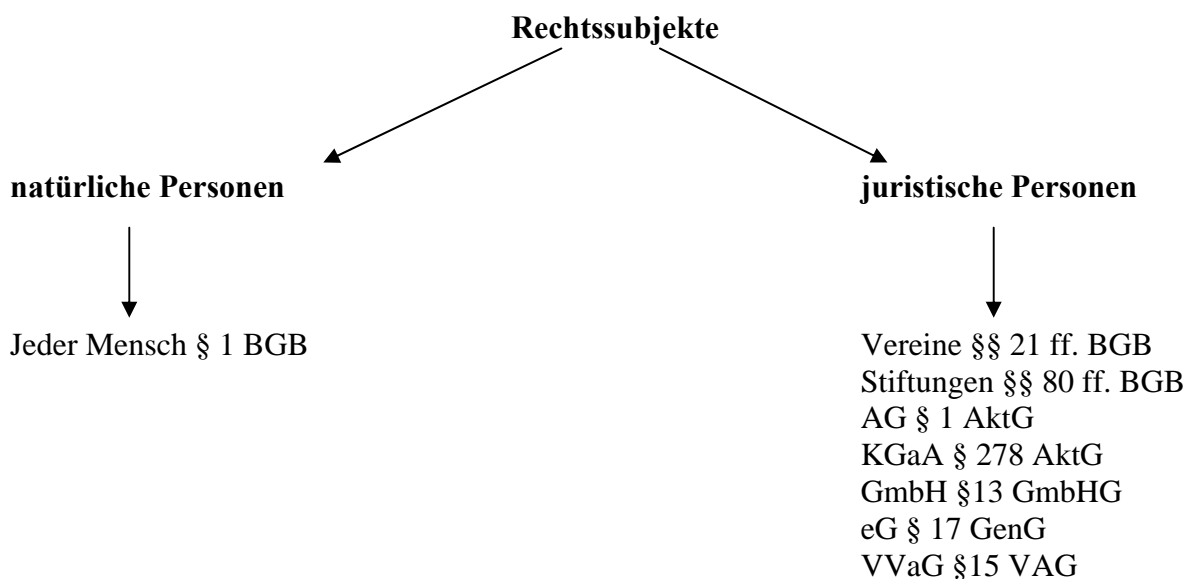 Rechtssubjekte
natürliche Personen
juristische Personen
Jeder Mensch § 1 BGB
Vereine §§ 21 ff. BGB
Stiftungen §§ 80 ff. BGB
AG § 1 AktG
KGaA § 278 AktG
GmbH §13 GmbHG
eG § 17 GenG
VVaG §15 VAG